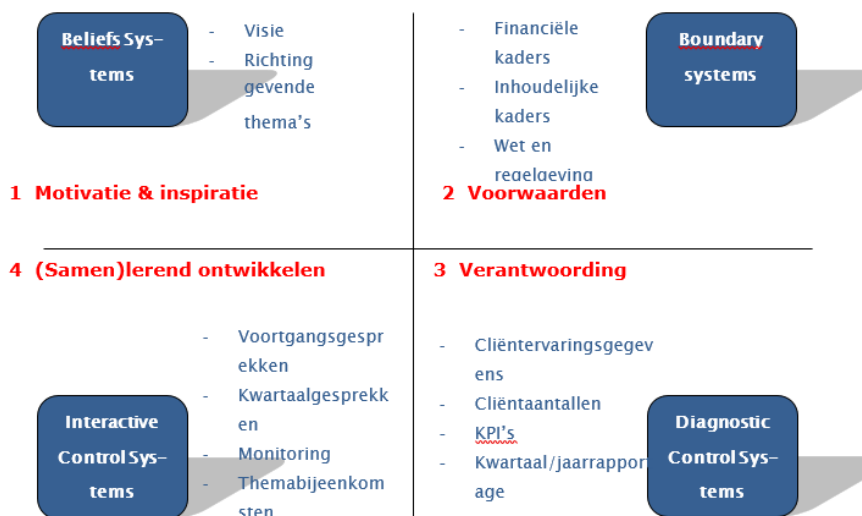 Beliefs Sys-
tems
- Visie
- Richting
gevende
thema's
1 Motivatie & inspiratie
- Financiële
kaders
- Inhoudelijke
kaders
- Wet en
regelgeving
Boundary
systems
2 Voorwaarden
4 (Samen)lerend ontwikkelen
- Voortgangsgespr
ekken
- Kwartaalgesprekk
en
- Monitoring
- Themabijeenkom
sten
Interactive
Control Sys-
tems
3 Verantwoording
- Cliëntervaringsgegev
ens
- Cliëntaantallen
- KPI's
- Kwartaal/jaarrapport
age
Diagnostic
Control Sys-
tems